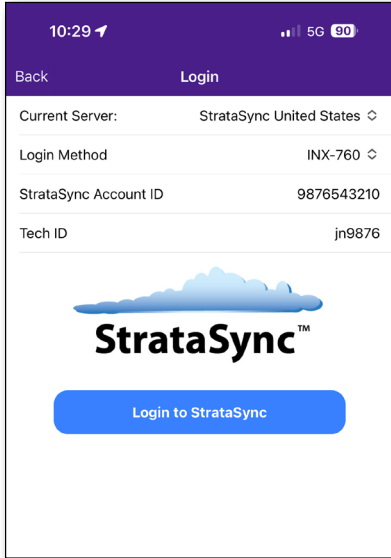 10:29 5G 90
Back Login
Current Server: StrataSync United States
Login Method INX-760
StrataSync Account ID 9876543210
Tech ID jn9876
StrataSync™
Login to StrataSync